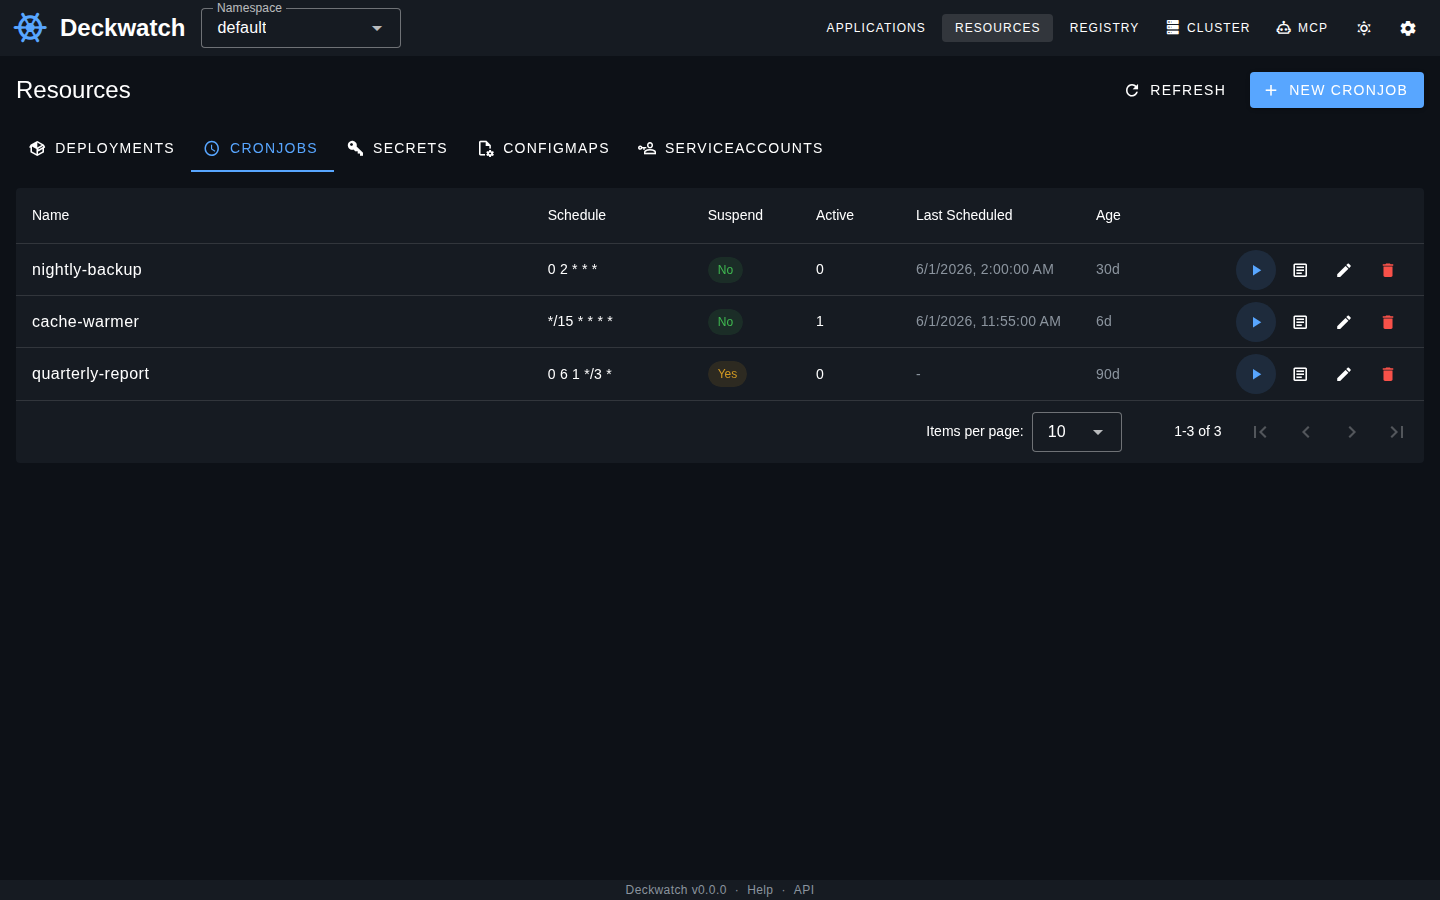 Deckwatch
Namespace
default
APPLICATIONS
RESOURCES
REGISTRY
CLUSTER
MCP
Resources
REFRESH
NEW CRONJOB
DEPLOYMENTS
CRONJOBS
SECRETS
CONFIGMAPS
SERVICEACCOUNTS
Name Schedule Suspend Active Last Scheduled Age
nightly-backup 0 2 * * * No 0 6/1/2026, 2:00:00 AM 30d
cache-warmer */15 * * * * No 1 6/1/2026, 11:55:00 AM 6d
quarterly-report 0 6 1 */3 * Yes 0 - 90d
Items per page: 10 1-3 of 3
Deckwatch v0.0.0 · Help · API